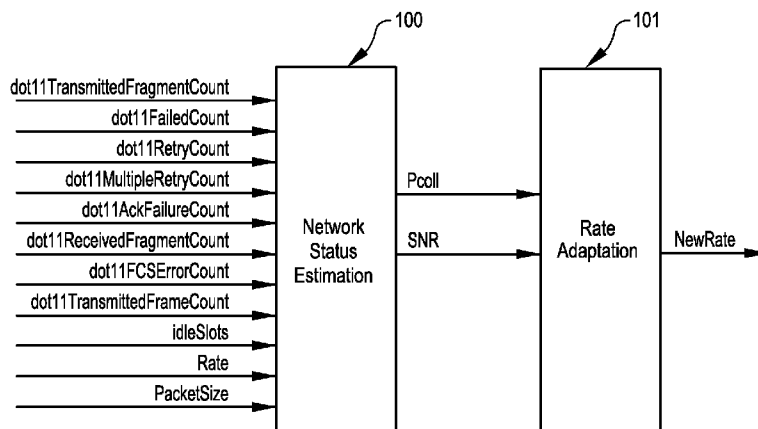 100
101
dot11TransmittedFragmentCount
dot11FailedCount
dot11RetryCount
dot11MultipleRetryCount
dot11AckFailureCount
dot11ReceivedFragmentCount
dot11FCSErrorCount
dot11TransmittedFrameCount
idleSlots
Rate
PacketSize
Network
Status
Estimation
Pcoll
SNR
Rate
Adaptation
NewRate